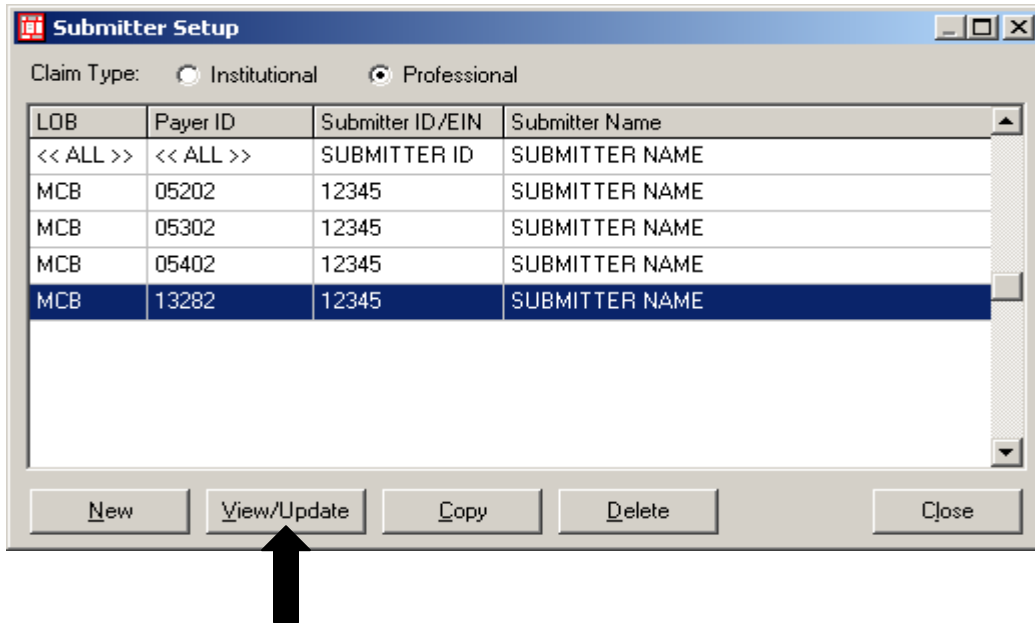 Submitter Setup
Claim Type: Institutional Professional
LOB Payer ID Submitter ID/EIN Submitter Name
<< ALL >> << ALL >> SUBMITTER ID SUBMITTER NAME
MCB 05202 12345 SUBMITTER NAME
MCB 05302 12345 SUBMITTER NAME
MCB 05402 12345 SUBMITTER NAME
MCB 13282 12345 SUBMITTER NAME
New View/Update Copy Delete Close